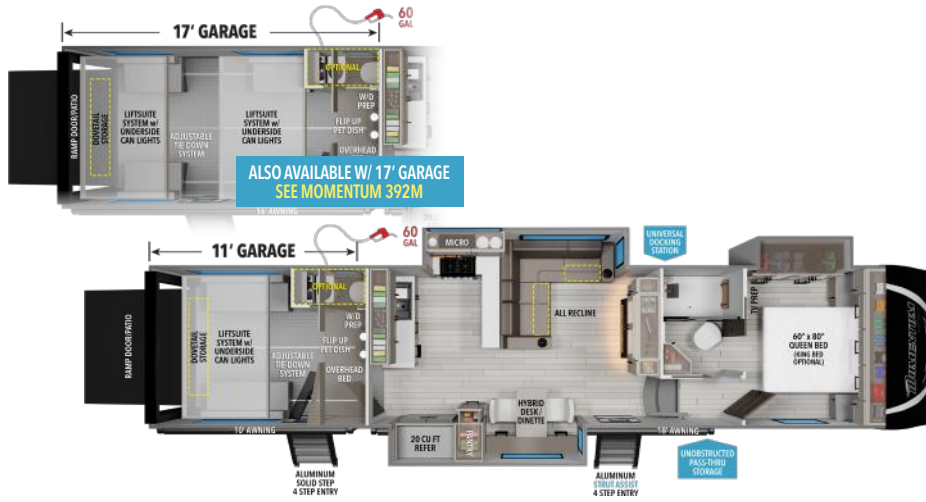 17' GARAGE
60
GAL
OPTIONAL
W/D
PREP
FLIP UP
PET DISH
OVERHEAD
RAMP DOOR/PATIO
DOVETAIL
STORAGE
LIFTSUITE
SYSTEM w/
UNDERSIDE
CAN LIGHTS
ADJUSTABLE
TIE DOWN
SYSTEM
LIFTSUITE
SYSTEM w/
UNDERSIDE
CAN LIGHTS
ALSO AVAILABLE W/ 17' GARAGE
SEE MOMENTUM 392M
16' AWNING
11' GARAGE
60
GAL
OPTIONAL
W/D
PREP
FLIP UP
PET DISH
OVERHEAD
BED
RAMP DOOR/PATIO
DOVETAIL
STORAGE
LIFTSUITE
SYSTEM w/
UNDERSIDE
CAN LIGHTS
ADJUSTABLE
TIE DOWN
SYSTEM
MICRO
ALL RECLINE
UNIVERSAL
DOCKING
STATION
TV PREP
60" x 80"
QUEEN BED
(KING BED
OPTIONAL)
MOMENTUM
HYBRID
DESK/
DINETTE
20 CU FT
REFER
PANTRY
10' AWNING
16' AWNING
ALUMINUM
SOLID STEP
4 STEP ENTRY
ALUMINUM
STRUT ASSIST
4 STEP ENTRY
UNOBSTRUCTED
PASS-THRU
STORAGE